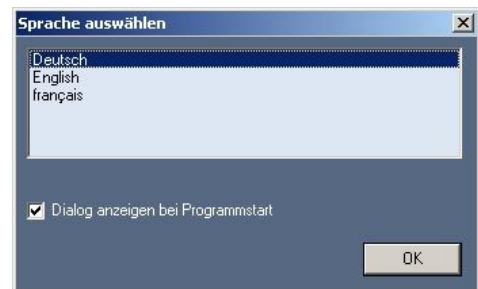 Sprache auswählen
Deutsch
English
français
Dialog anzeigen bei Programmstart
OK